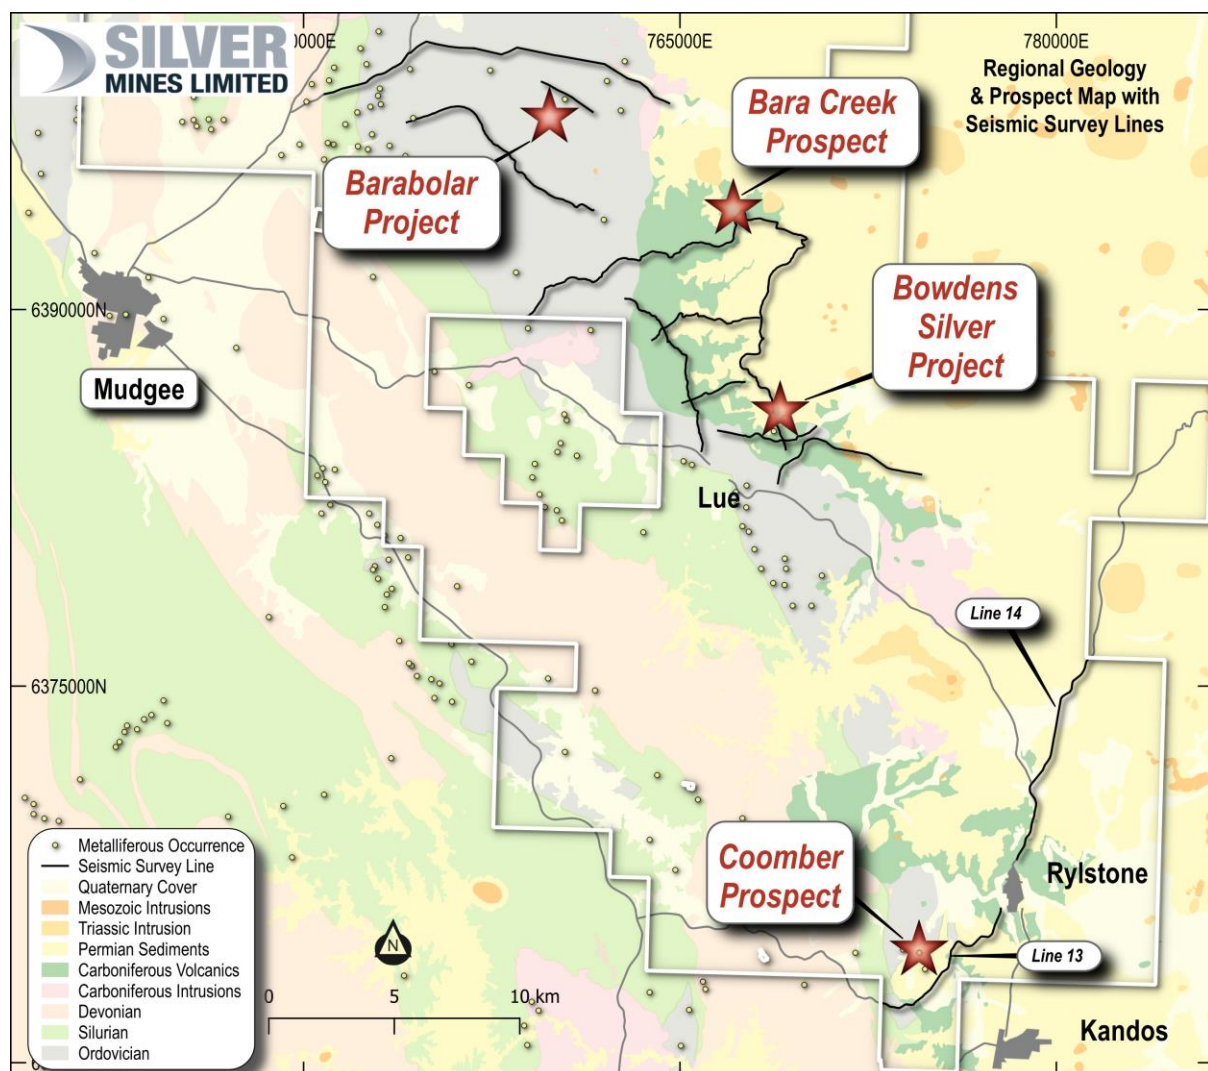 SILVER
MINES LIMITED
0000E
765000E
780000E
Regional Geology
& Prospect Map with
Seismic Survey Lines
Bara Creek
Prospect
Barabolar
Project
Bowdens
Silver
Project
6390000N
Mudgee
Lue
Line 14
6375000N
Coomber
Prospect
Rylstone
Line 13
Kandos
Metalliferous Occurrence
Seismic Survey Line
Quaternary Cover
Mesozoic Intrusions
Triassic Intrusion
Permian Sediments
Carboniferous Volcanics
Carboniferous Intrusions
Devonian
Silurian
Ordovician
N
0 5 10 km